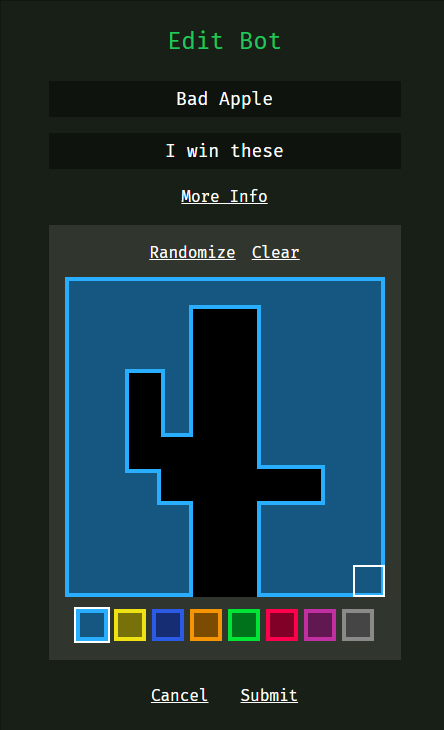 Edit Bot
Bad Apple
I win these
More Info
Randomize Clear
Cancel Submit